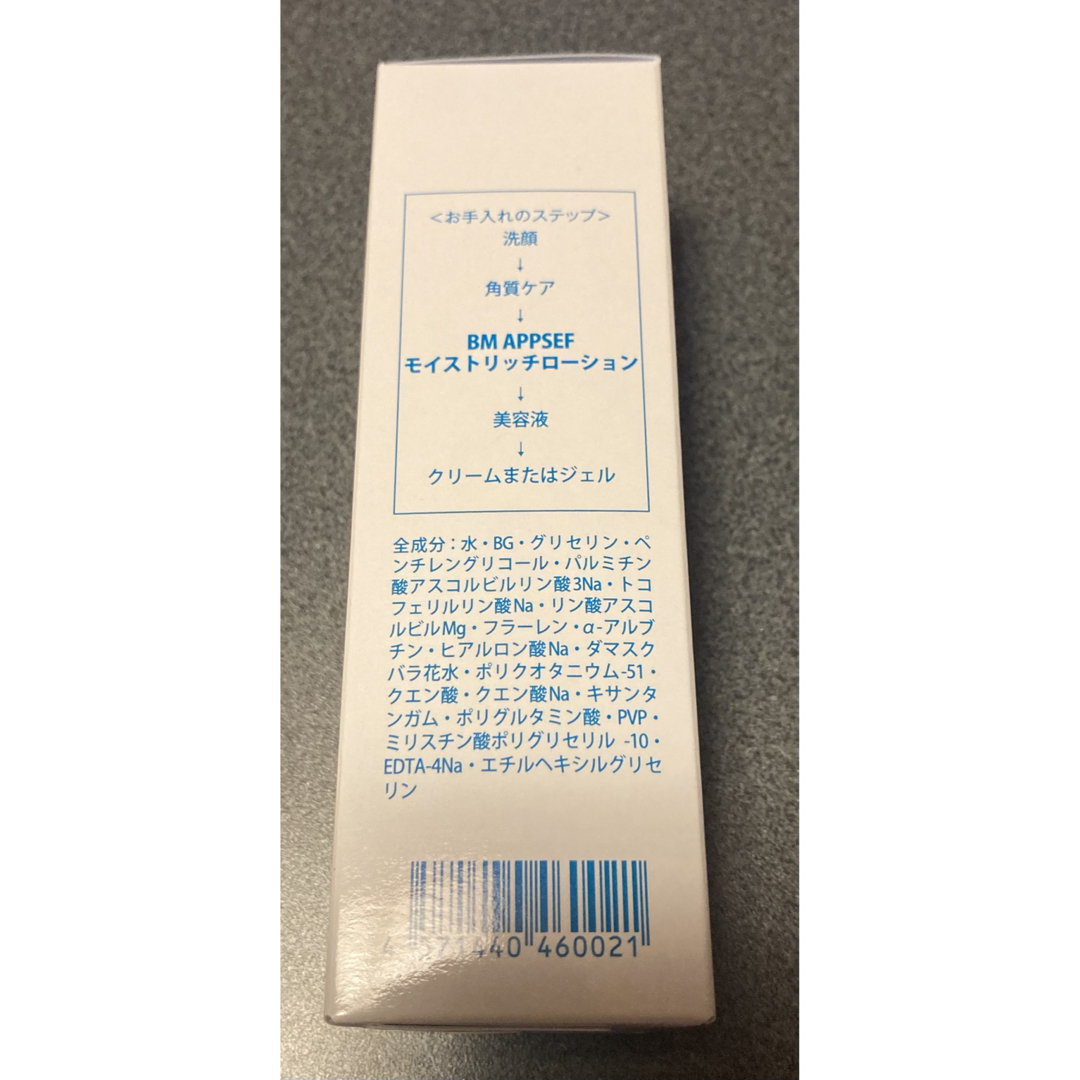 ＜お手入れのステップ＞
洗顔
↓
角質ケア
↓
BM APPSEF
モイストリッチローション
↓
美容液
↓
クリームまたはジェル
全成分：水・BG・グリセリン・ペ
ンチレングリコール・パルミチン
酸アスコルビルリン酸3Na・トコ
フェリルリン酸Na・リン酸アスコ
ルビルMg・フラーレン・α-アルブ
チン・ヒアルロン酸Na・ダマスク
バラ花水・ポリクオタニウム-51・
クエン酸・クエン酸Na・キサンタ
ンガム・ポリグルタミン酸・PVP・
ミリスチン酸ポリグリセリル -10・
EDTA-4Na・エチルヘキシルグリセ
リン
4 571440 460021